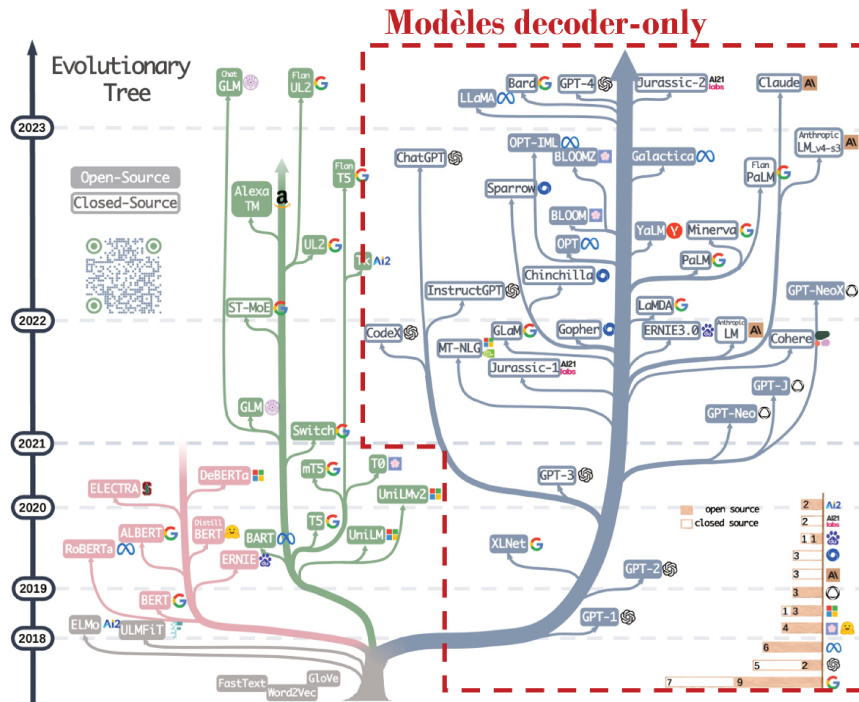 Modèles decoder-only
Evolutionary
Tree
2023
2022
2021
2020
2019
2018
Open-Source
Closed-Source
Chat
GLM
Flan
UL2
Flan
T5
Alexa
TM
a
UL2
Tk
Ai2
ST-MoE
GLM
Switch
mT5
T0
UniLMv2
T5
UniLM
BART
DeBERTa
ELECTRA
Distill
BERT
ALBERT
RoBERTa
ERNIE
BERT
ELMo
Ai2
ULMFiT
FastText
Word2Vec
GloVe
Bard
GPT-4
Jurassic-2
AI21
labs
Claude
A\
LLaMA
ChatGPT
OPT-IML
BLOOMZ
Galactica
Anthropic
LM_v4-s3
A\
Sparrow
Flan
PaLM
BLOOM
OPT
YaLM
Y
Minerva
PaLM
Chinchilla
InstructGPT
GPT-NeoX
LaMDA
CodeX
GLaM
Gopher
ERNIE3.0
Anthropic
LM
A\
Cohere
MT-NLG
Jurassic-1
AI21
labs
GPT-J
GPT-Neo
GPT-3
XLNet
GPT-2
GPT-1
open source
closed source
2 Ai2
2 AI21
labs
1 1
3
3 A\
3
1 3
4
6
5 2
7 9